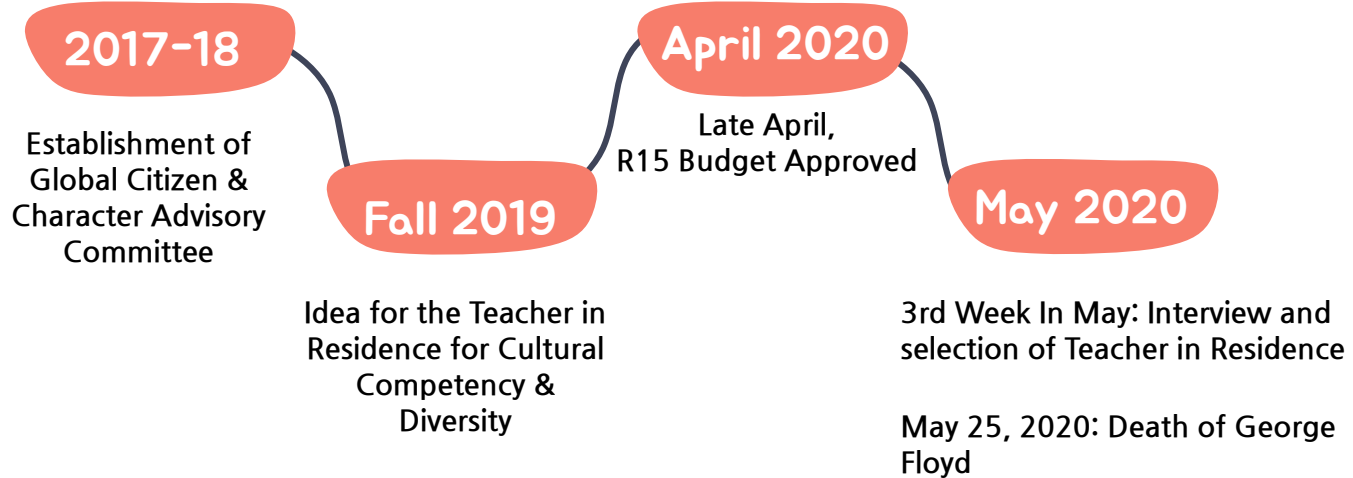 2017-18
Establishment of
Global Citizen &
Character Advisory
Committee
Fall 2019
Idea for the Teacher in
Residence for Cultural
Competency &
Diversity
April 2020
Late April,
R15 Budget Approved
May 2020
3rd Week In May: Interview and
selection of Teacher in Residence
May 25, 2020: Death of George
Floyd